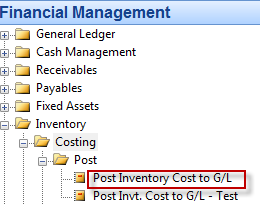 Financial Management
General Ledger
Cash Management
Receivables
Payables
Fixed Assets
Inventory
Costing
Post
Post Inventory Cost to G/L
Post Invt. Cost to G/L - Test